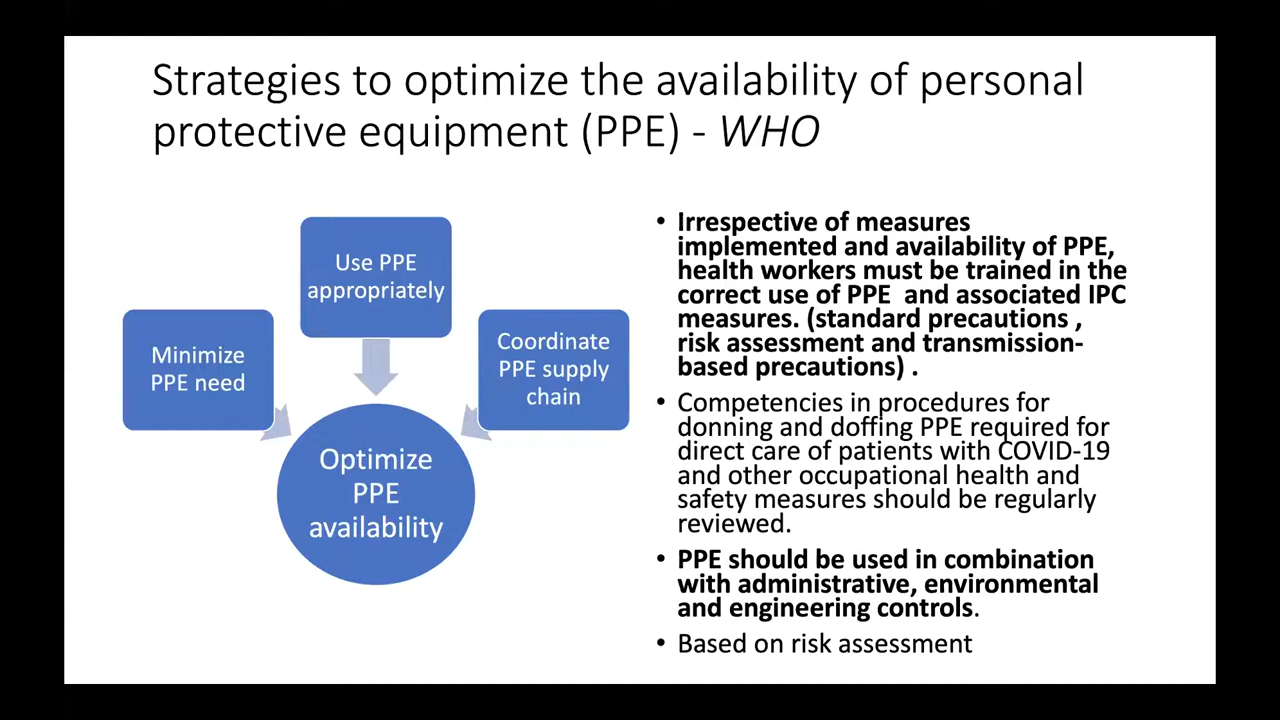 Strategies to optimize the availability of personal
protective equipment (PPE) - WHO
Use PPE
appropriately
Minimize
PPE need
Coordinate
PPE supply
chain
Optimize
PPE
availability
• Irrespective of measures
implemented and availability of PPE,
health workers must be trained in the
correct use of PPE  and associated IPC
measures. (standard precautions ,
risk assessment and transmission-
based precautions) .
• Competencies in procedures for
donning and doffing PPE required for
direct care of patients with COVID-19
and other occupational health and
safety measures should be regularly
reviewed.
• PPE should be used in combination
with administrative, environmental
and engineering controls.
• Based on risk assessment